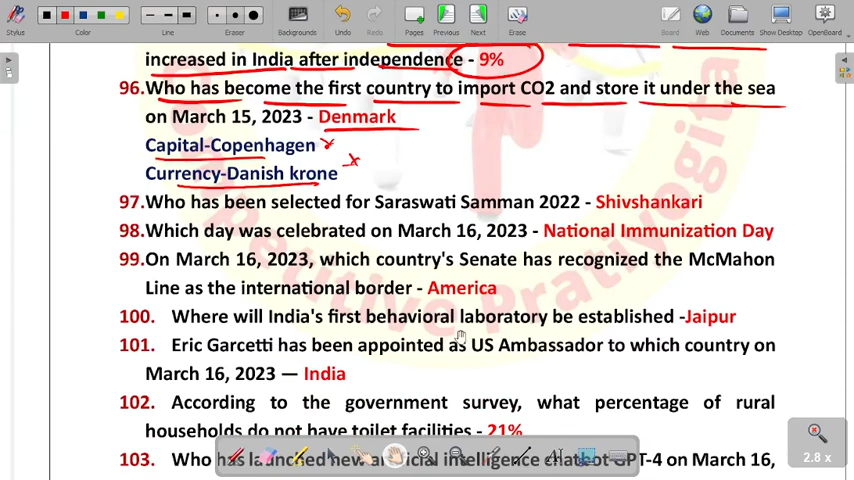 Stylus Color Line Eraser Backgrounds Undo Redo Pages Previous Next Erase Board Web Documents Show Desktop OpenBoard
increased in India after independence - 9%
96.Who has become the first country to import CO2 and store it under the sea
on March 15, 2023 - Denmark
Capital-Copenhagen
Currency-Danish krone
97.Who has been selected for Saraswati Samman 2022 - Shivshankari
98.Which day was celebrated on March 16, 2023 - National Immunization Day
99.On March 16, 2023, which country's Senate has recognized the McMahon
Line as the international border - America
100. Where will India's first behavioral laboratory be established -Jaipur
101. Eric Garcetti has been appointed as US Ambassador to which country on
March 16, 2023 — India
102. According to the government survey, what percentage of rural
households do not have toilet facilities - 21%
103. Who has launched new artificial intelligence chatbot GPT-4 on March 16,
2.8 x
Competitive Pratiyogita